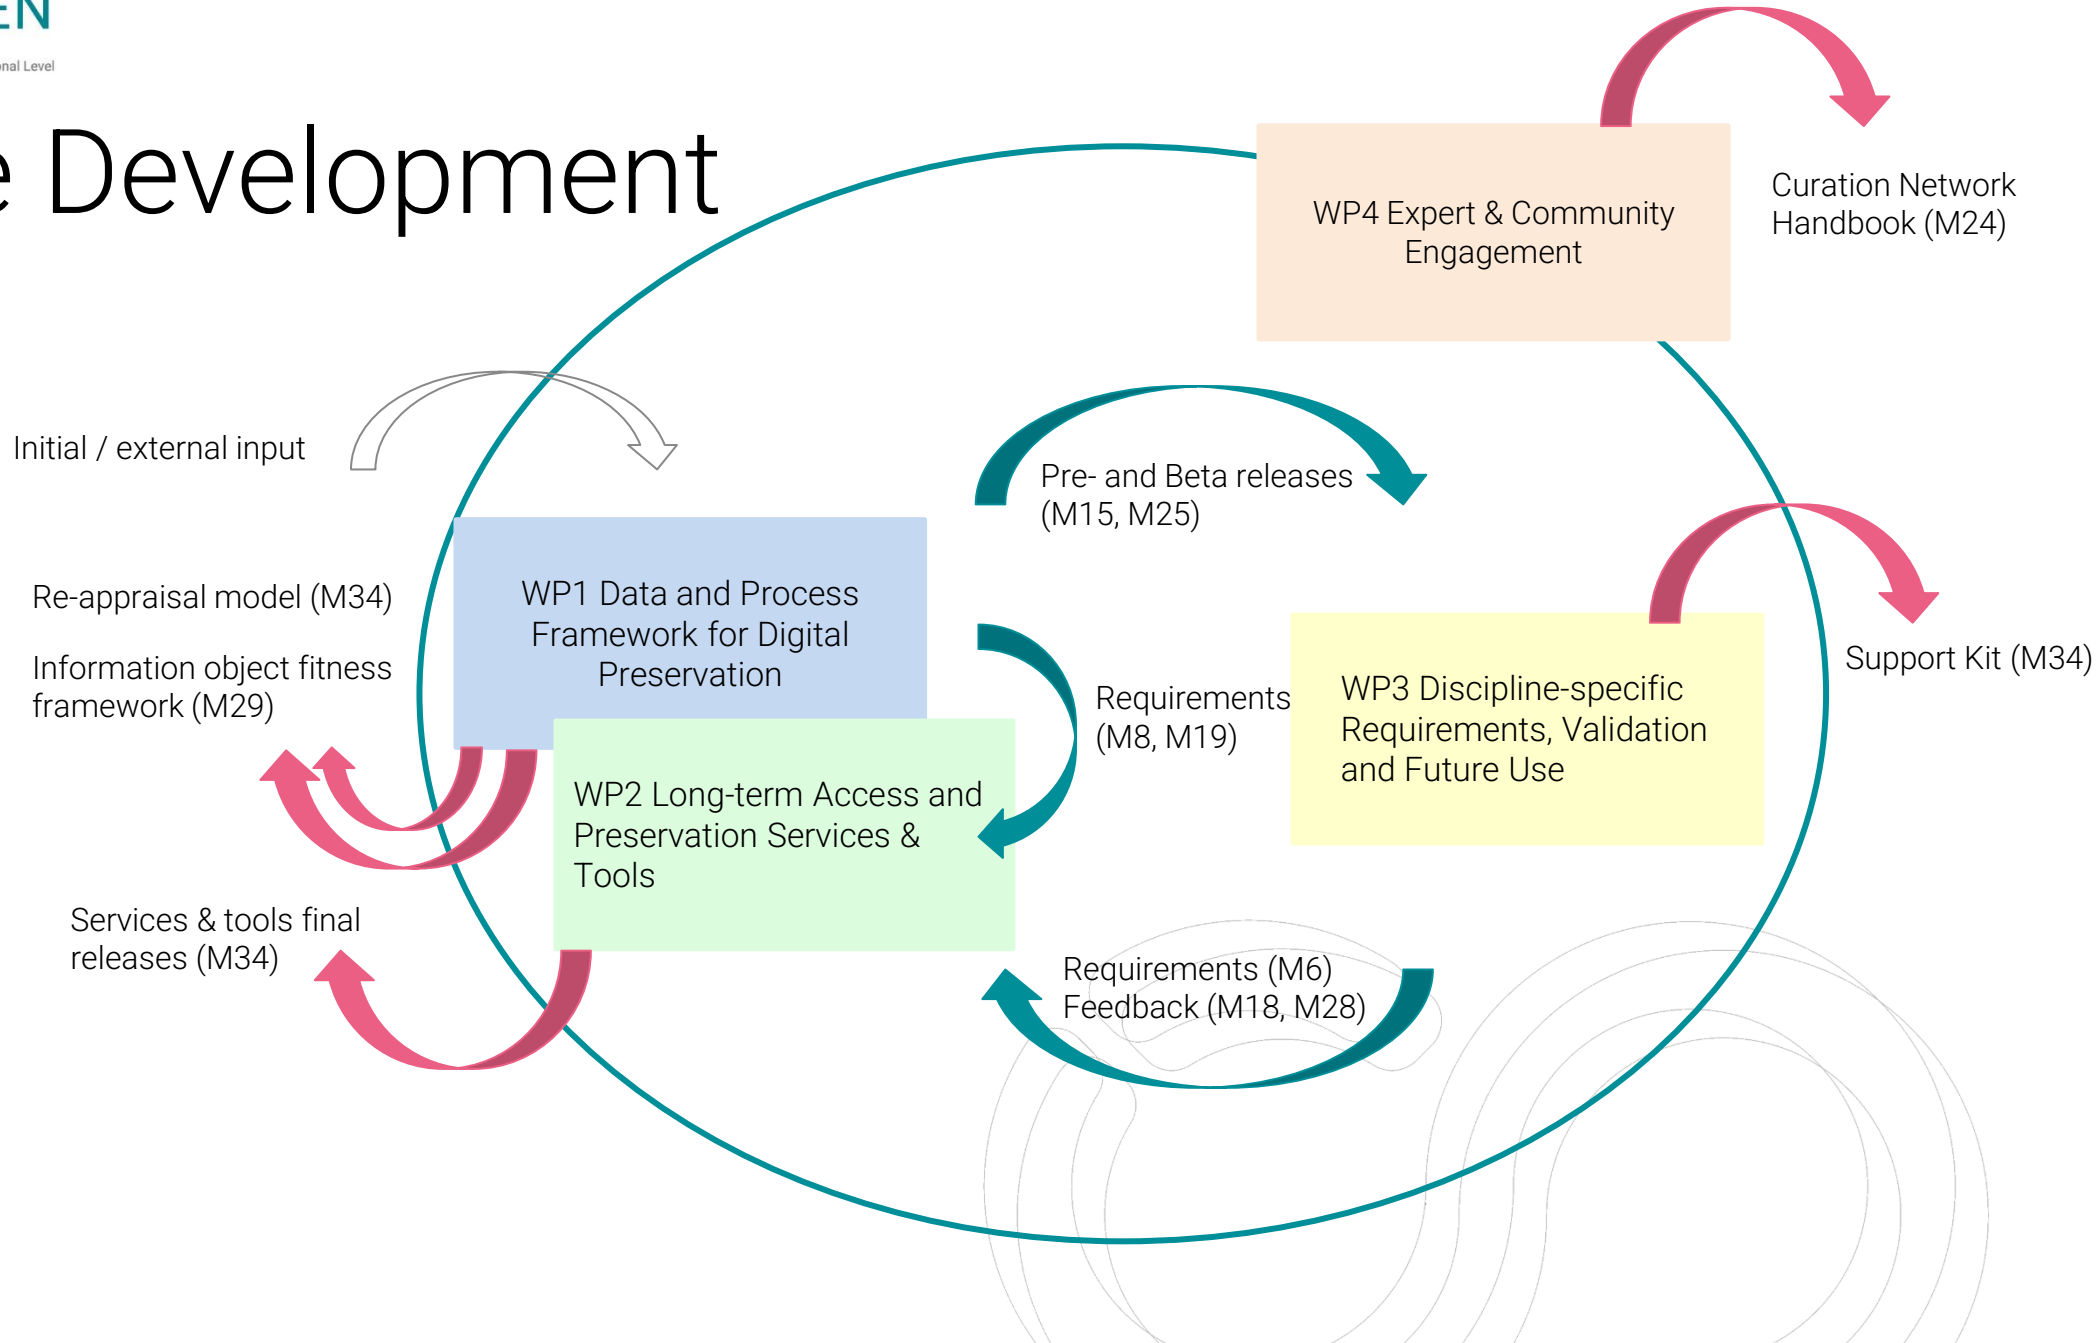 EN
onal Level
e Development
WP4 Expert & Community
Engagement
Curation Network
Handbook (M24)
Initial / external input
Pre- and Beta releases
(M15, M25)
Re-appraisal model (M34)
Information object fitness
framework (M29)
WP1 Data and Process
Framework for Digital
Preservation
Requirements
(M8, M19)
WP3 Discipline-specific
Requirements, Validation
and Future Use
Support Kit (M34)
WP2 Long-term Access and
Preservation Services &
Tools
Services & tools final
releases (M34)
Requirements (M6)
Feedback (M18, M28)